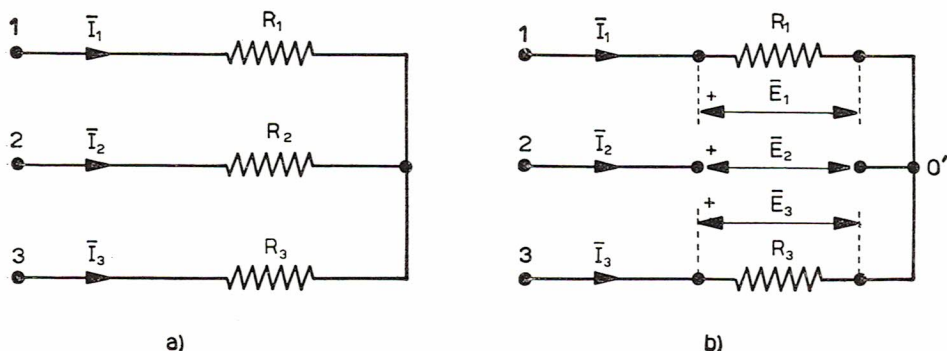 1 Ī₁ R₁
2 Ī₂ R₂
3 Ī₃ R₃
a)
1 Ī₁ R₁
+ Ē₁
2 Ī₂ + Ē₂ 0'
+ Ē₃
3 Ī₃ R₃
b)